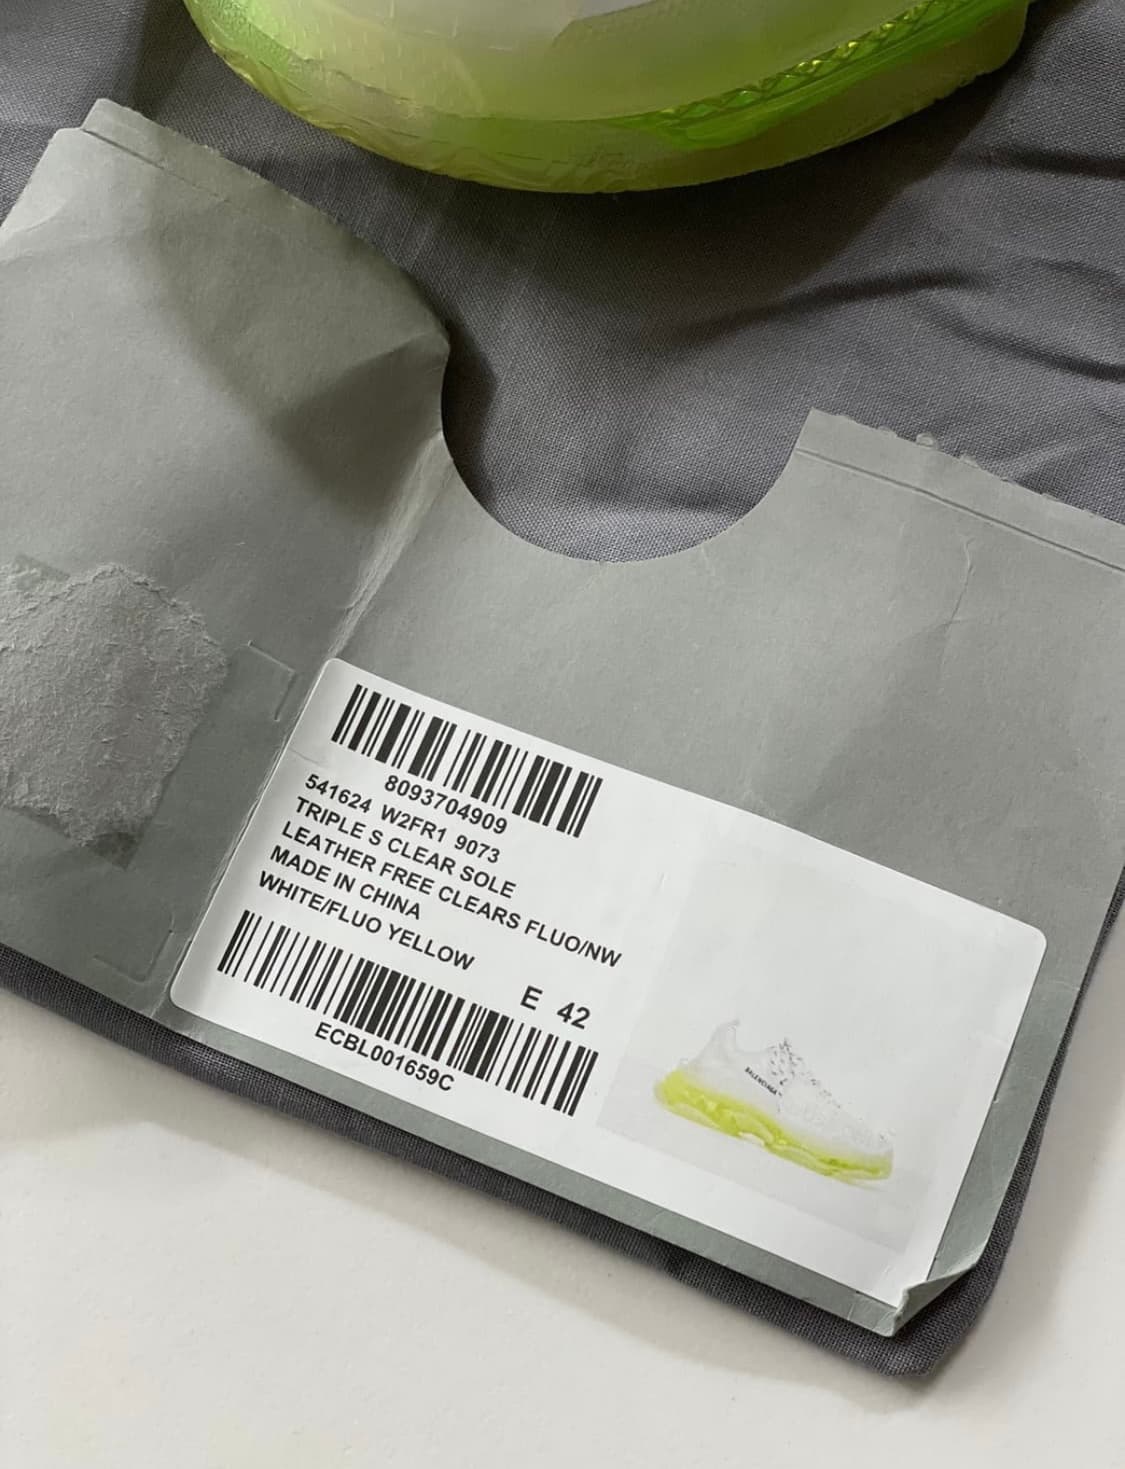 8093704909
541624 W2FR1 9073
TRIPLE S CLEAR SOLE
LEATHER FREE CLEARS FLUO/NW
MADE IN CHINA
WHITE/FLUO YELLOW
E 42
ECBL001659C
BALENCIAGA